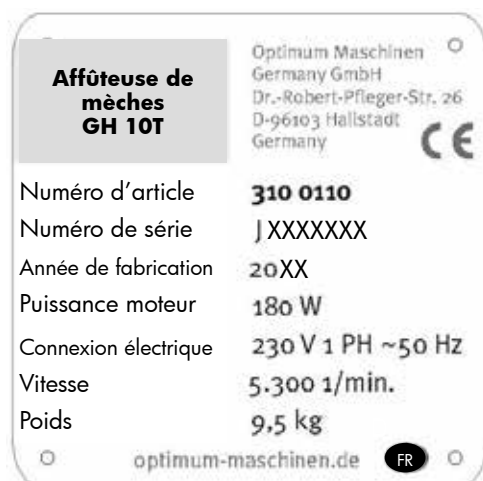 Affûteuse de
mèches
GH 10T
Optimum Maschinen
Germany GmbH
Dr.-Robert-Pfleger-Str. 26
D-96103 Hallstadt
Germany
CE
Numéro d'article 310 0110
Numéro de série J XXXXXXX
Année de fabrication 20XX
Puissance moteur 180 W
Connexion électrique 230 V 1 PH ~50 Hz
Vitesse 5.300 1/min.
Poids 9,5 kg
optimum-maschinen.de FR